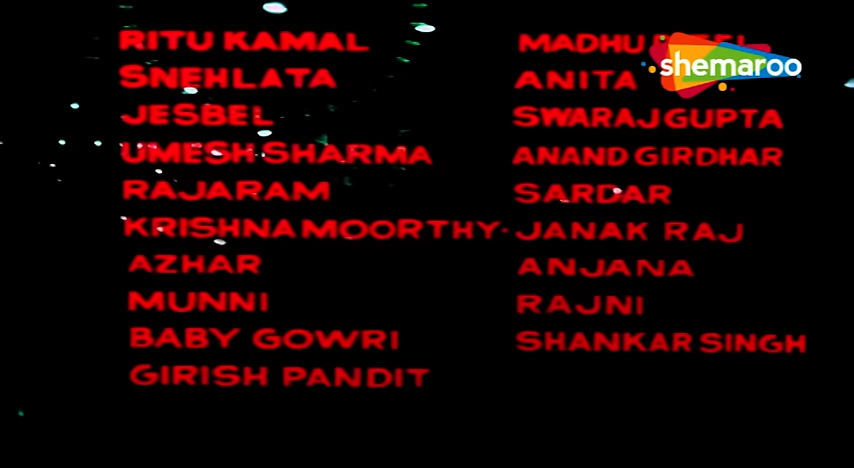 RITU KAMAL
SNEHLATA
JESBEL
UMESH SHARMA
RAJARAM
KRISHNA MOORTHY.
AZHAR
MUNNI
BABY GOWRI
GIRISH PANDIT
MADHU
ANITA
SWARAJ GUPTA
ANAND GIRDHAR
SARDAR
JANAK RAJ
ANJANA
RAJNI
SHANKAR SINGH
shemaroo